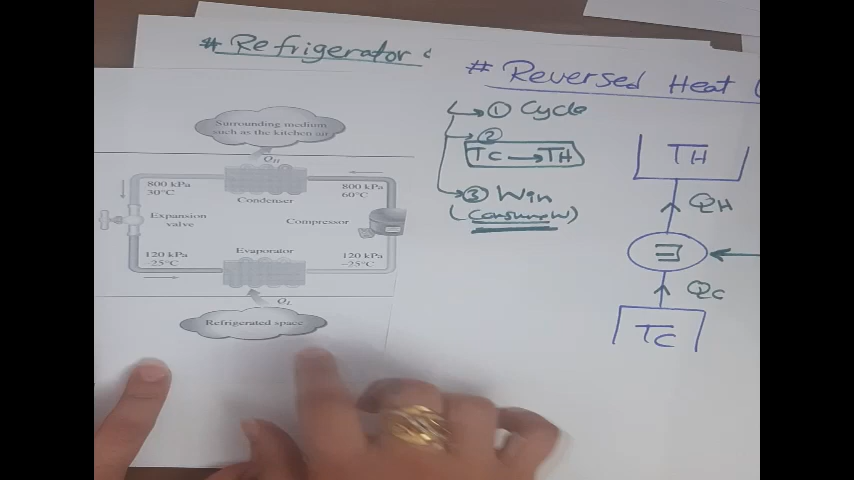 # Refrigerator
# Reversed Heat
① Cycle
②
TC → TH
③ Win
(Consume W)
Surrounding medium
such as the kitchen air
QH
Condenser
800 kPa
30°C
800 kPa
60°C
Expansion
valve
Compressor
Evaporator
120 kPa
–25°C
120 kPa
–25°C
QL
Refrigerated space
TH
QH
QC
TC